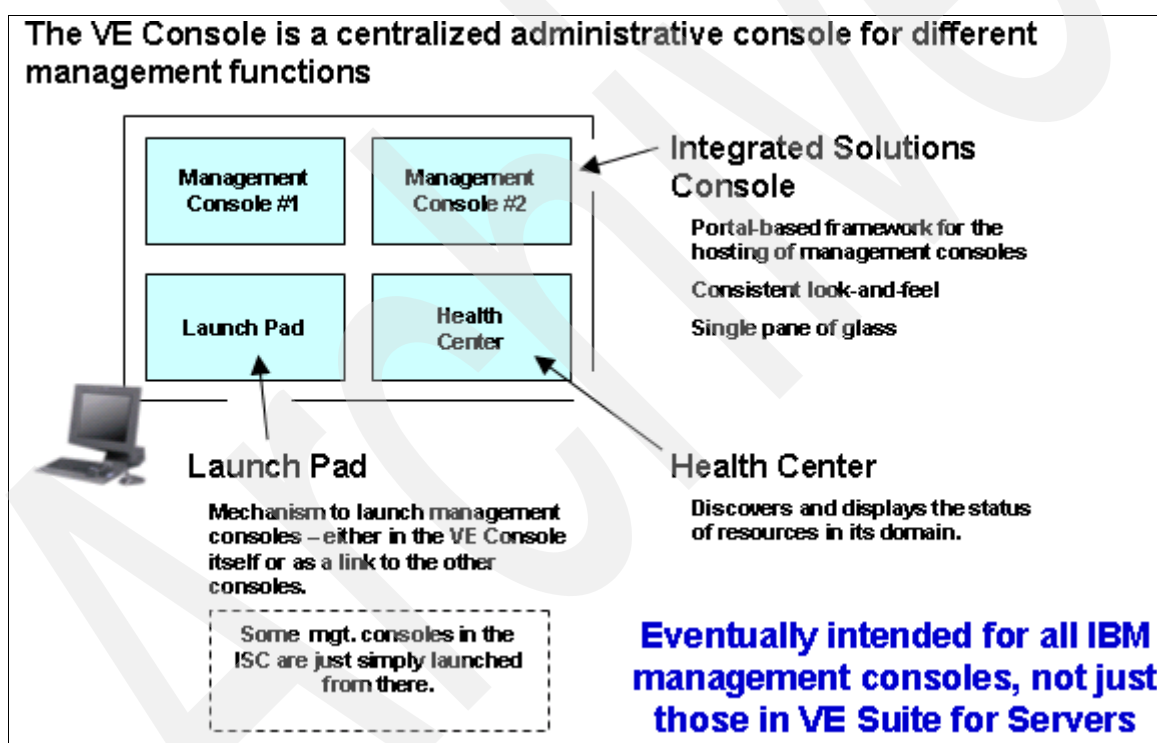 The VE Console is a centralized administrative console for different
management functions
Management
Console #1
Management
Console #2
Launch Pad
Health
Center
Integrated Solutions
Console
Portal-based framework for the
hosting of management consoles
Consistent look-and-feel
Single pane of glass
Launch Pad
Mechanism to launch management
consoles – either in the VE Console
itself or as a link to the other
consoles.
Some mgt. consoles in the
ISC are just simply launched
from there.
Health Center
Discovers and displays the status
of resources in its domain.
Eventually intended for all IBM
management consoles, not just
those in VE Suite for Servers